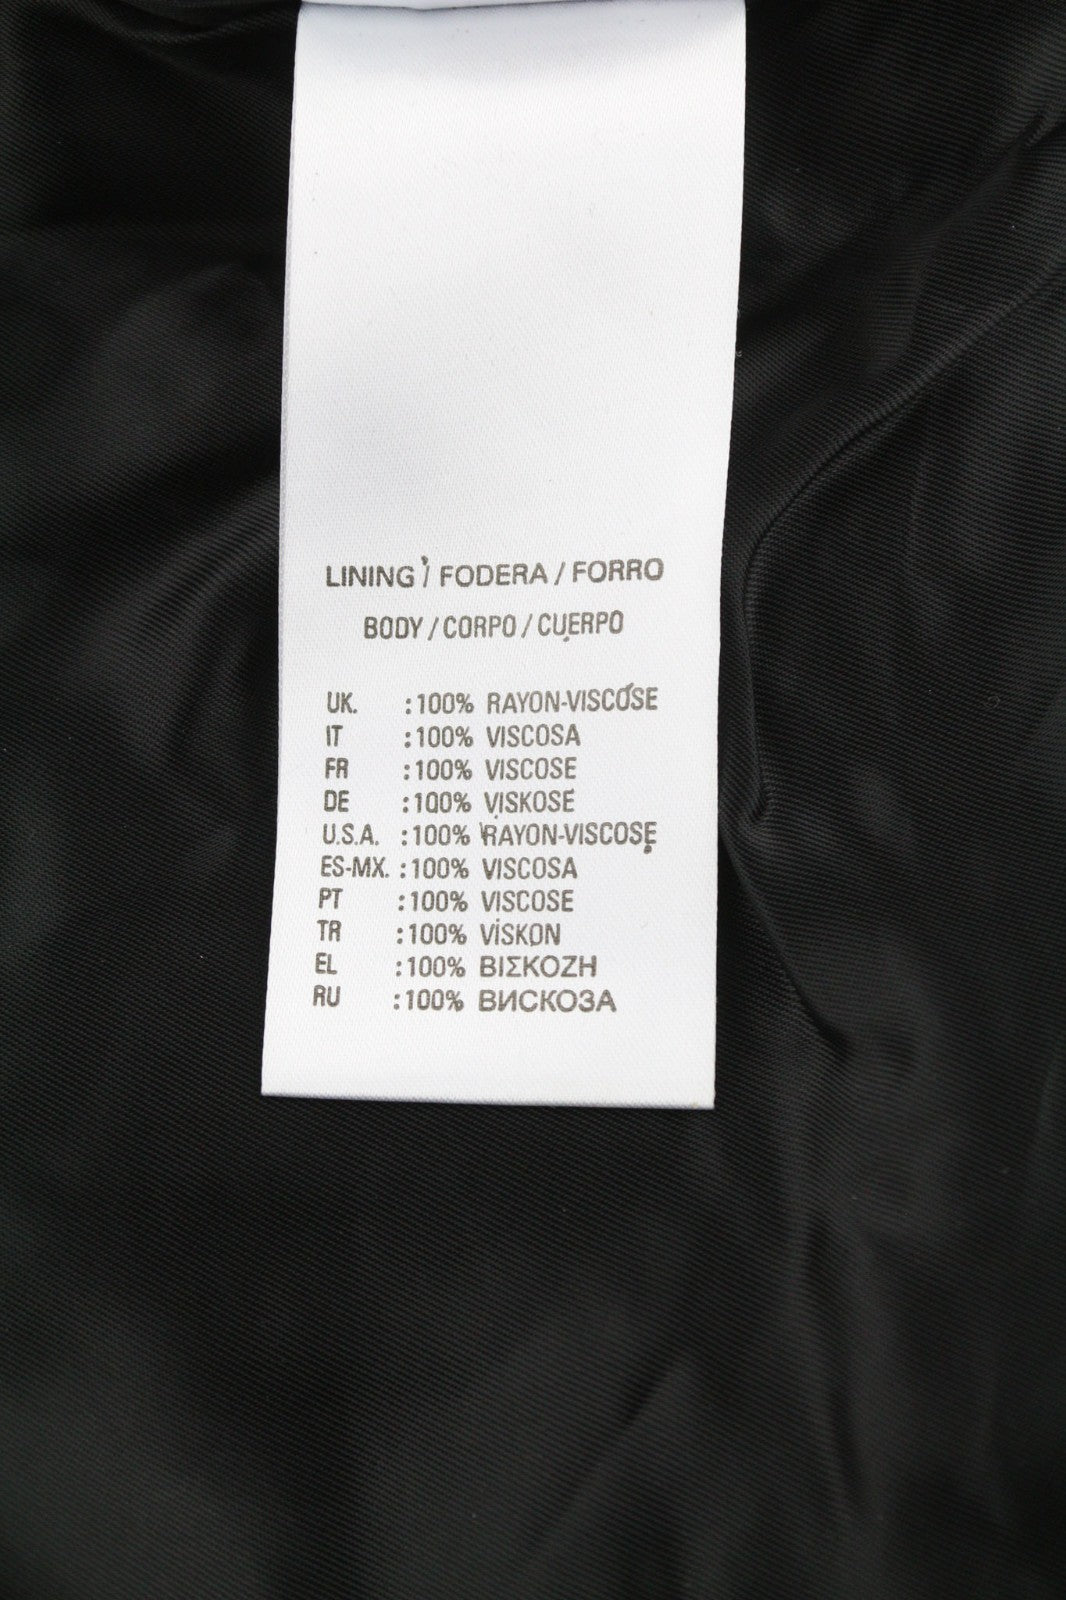 LINING / FODERA / FORRO
BODY / CORPO / CUERPO
UK. :100% RAYON-VISCOSE
IT :100% VISCOSA
FR :100% VISCOSE
DE :100% VISKOSE
U.S.A. :100% RAYON-VISCOSE
ES-MX. :100% VISCOSA
PT :100% VISCOSE
TR :100% VİSKON
EL :100% ΒΙΣΚΟΖΗ
RU :100% ВИСКОЗА